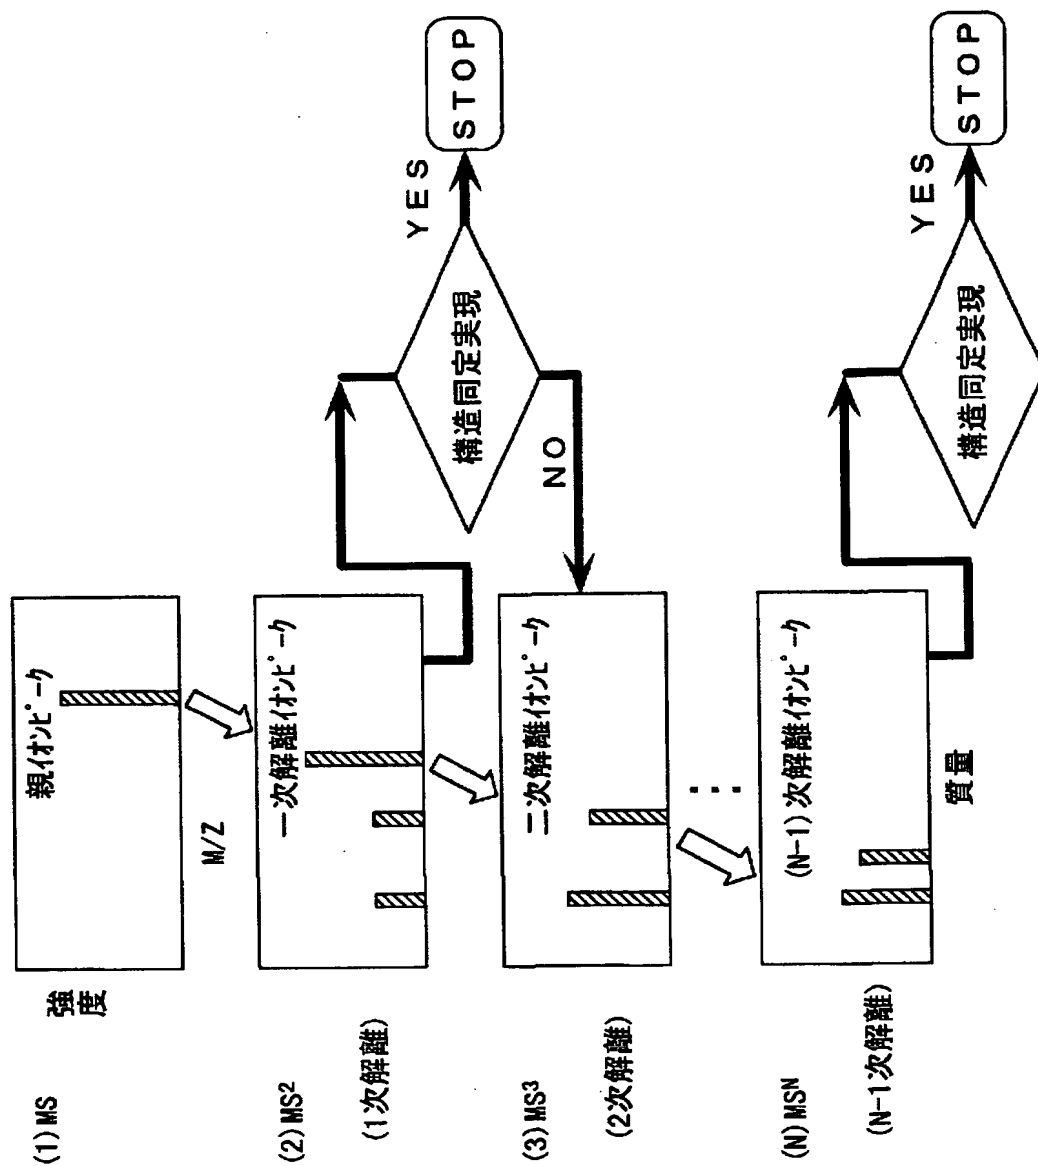 (1)MS
強度
親イオンピーク
M/Z
(2)MS²
(1次解離)
一次解離イオンピーク
構造同定実現
YES
STOP
NO
(3)MS³
(2次解離)
二次解離イオンピーク
(N)MSᴺ
(N-1次解離)
(N-1)次解離イオンピーク
質量
構造同定実現
YES
STOP